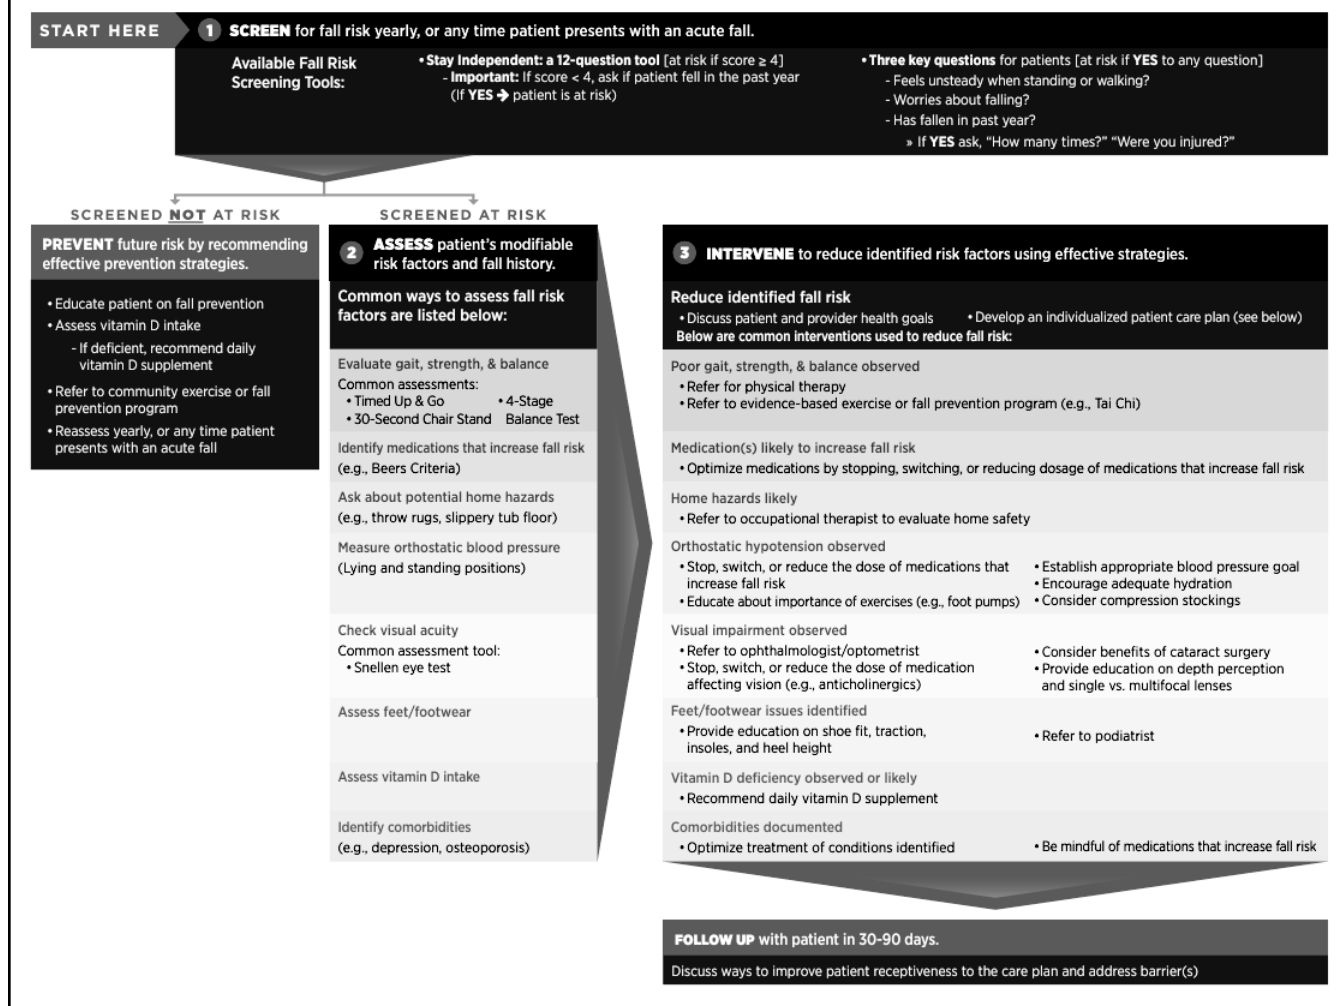 START HERE
1 SCREEN for fall risk yearly, or any time patient presents with an acute fall.
Available Fall Risk
Screening Tools:
• Stay Independent: a 12-question tool [at risk if score ≥ 4]
- Important: If score < 4, ask if patient fell in the past year
(If YES → patient is at risk)
• Three key questions for patients [at risk if YES to any question]
- Feels unsteady when standing or walking?
- Worries about falling?
- Has fallen in past year?
» If YES ask, “How many times?” “Were you injured?”
SCREENED NOT AT RISK
PREVENT future risk by recommending
effective prevention strategies.
• Educate patient on fall prevention
• Assess vitamin D intake
- If deficient, recommend daily
vitamin D supplement
• Refer to community exercise or fall
prevention program
• Reassess yearly, or any time patient
presents with an acute fall
SCREENED AT RISK
2 ASSESS patient’s modifiable
risk factors and fall history.
Common ways to assess fall risk
factors are listed below:
Evaluate gait, strength, & balance
Common assessments:
• Timed Up & Go
• 30-Second Chair Stand
• 4-Stage
Balance Test
Identify medications that increase fall risk
(e.g., Beers Criteria)
Ask about potential home hazards
(e.g., throw rugs, slippery tub floor)
Measure orthostatic blood pressure
(Lying and standing positions)
Check visual acuity
Common assessment tool:
• Snellen eye test
Assess feet/footwear
Assess vitamin D intake
Identify comorbidities
(e.g., depression, osteoporosis)
3 INTERVENE to reduce identified risk factors using effective strategies.
Reduce identified fall risk
• Discuss patient and provider health goals
• Develop an individualized patient care plan (see below)
Below are common interventions used to reduce fall risk:
Poor gait, strength, & balance observed
• Refer for physical therapy
• Refer to evidence-based exercise or fall prevention program (e.g., Tai Chi)
Medication(s) likely to increase fall risk
• Optimize medications by stopping, switching, or reducing dosage of medications that increase fall risk
Home hazards likely
• Refer to occupational therapist to evaluate home safety
Orthostatic hypotension observed
• Stop, switch, or reduce the dose of medications that
increase fall risk
• Educate about importance of exercises (e.g., foot pumps)
• Establish appropriate blood pressure goal
• Encourage adequate hydration
• Consider compression stockings
Visual impairment observed
• Refer to ophthalmologist/optometrist
• Stop, switch, or reduce the dose of medication
affecting vision (e.g., anticholinergics)
• Consider benefits of cataract surgery
• Provide education on depth perception
and single vs. multifocal lenses
Feet/footwear issues identified
• Provide education on shoe fit, traction,
insoles, and heel height
• Refer to podiatrist
Vitamin D deficiency observed or likely
• Recommend daily vitamin D supplement
Comorbidities documented
• Optimize treatment of conditions identified
• Be mindful of medications that increase fall risk
FOLLOW UP with patient in 30-90 days.
Discuss ways to improve patient receptiveness to the care plan and address barrier(s)